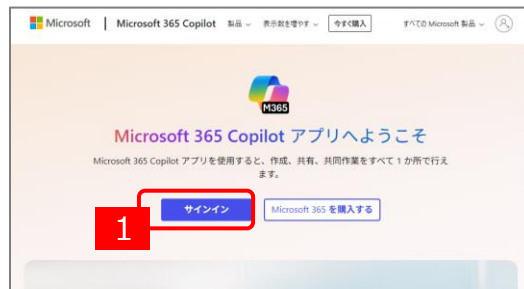 Microsoft | Microsoft 365 Copilot 製品 表示数を増やす 今すぐ購入 すべての Microsoft 製品
M365
Microsoft 365 Copilot アプリへようこそ
Microsoft 365 Copilot アプリを使用すると、作成、共有、共同作業をすべて 1 か所で行え
ます。
1 サインイン Microsoft 365 を購入する